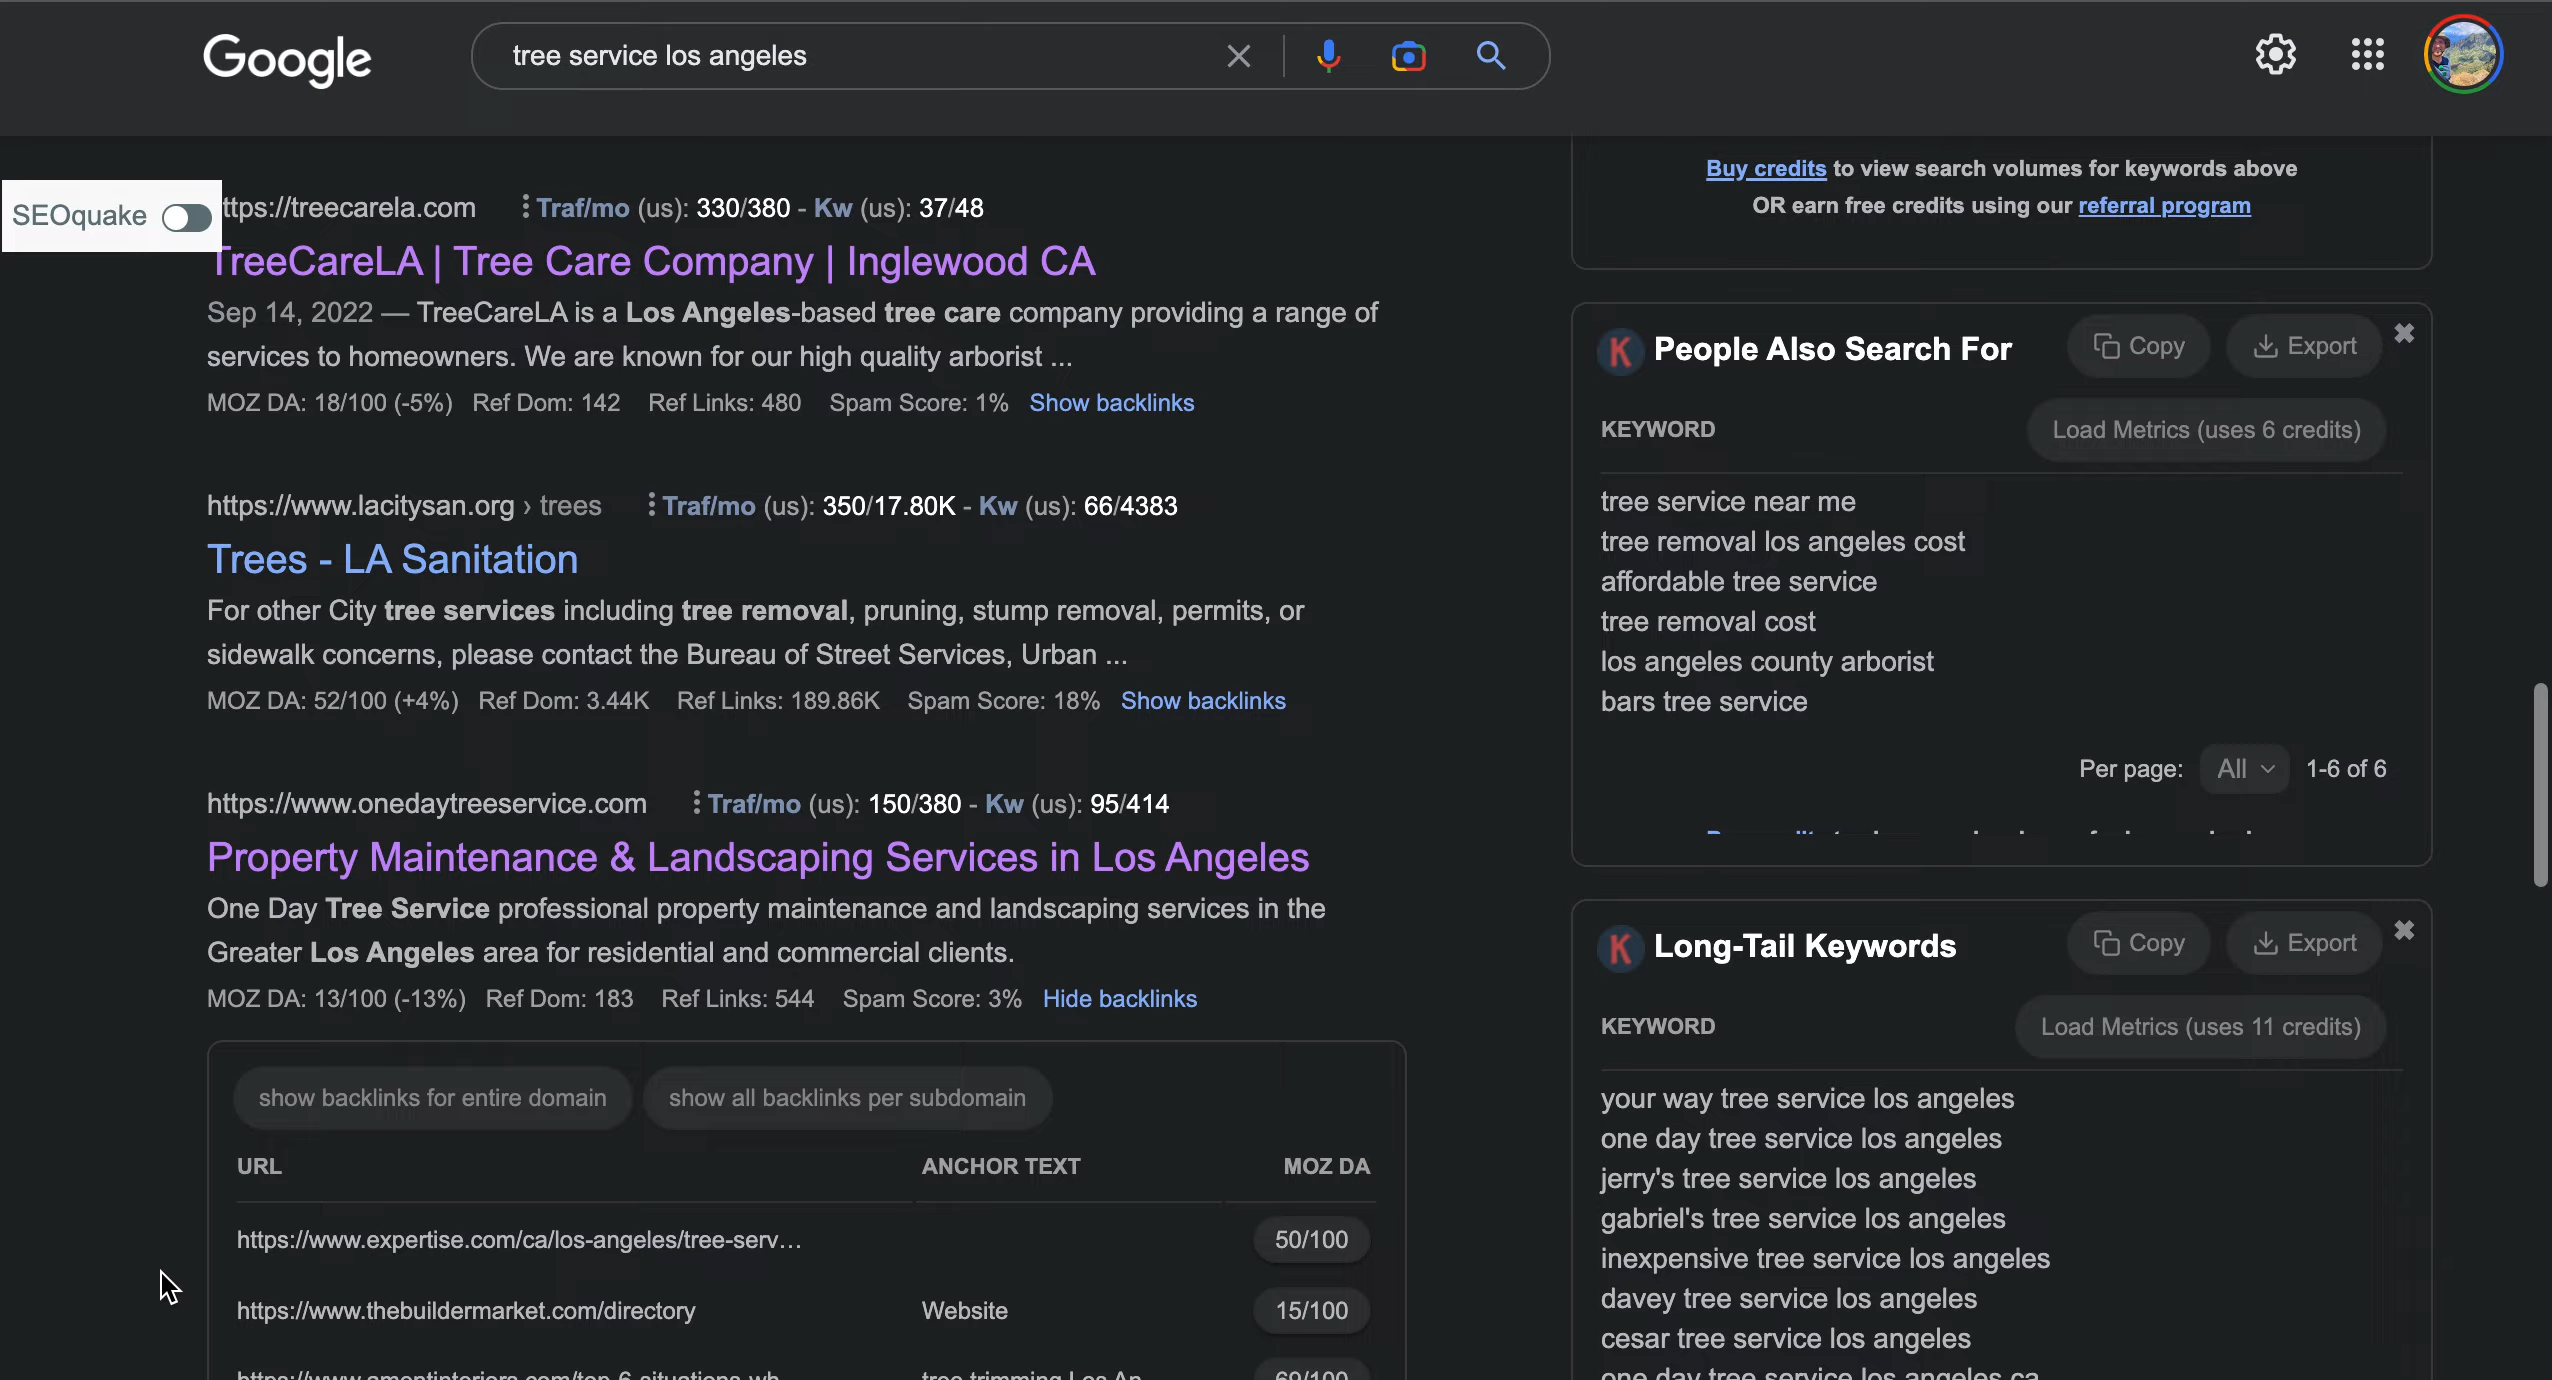 Google
tree service los angeles
SEOquake
ttps://treecarela.com Traf/mo (us): 330/380 - Kw (us): 37/48
TreeCareLA | Tree Care Company | Inglewood CA
Sep 14, 2022 — TreeCareLA is a Los Angeles-based tree care company providing a range of
services to homeowners. We are known for our high quality arborist ...
MOZ DA: 18/100 (-5%) Ref Dom: 142 Ref Links: 480 Spam Score: 1% Show backlinks
https://www.lacitysan.org › trees Traf/mo (us): 350/17.80K - Kw (us): 66/4383
Trees - LA Sanitation
For other City tree services including tree removal, pruning, stump removal, permits, or
sidewalk concerns, please contact the Bureau of Street Services, Urban ...
MOZ DA: 52/100 (+4%) Ref Dom: 3.44K Ref Links: 189.86K Spam Score: 18% Show backlinks
https://www.onedaytreeservice.com Traf/mo (us): 150/380 - Kw (us): 95/414
Property Maintenance & Landscaping Services in Los Angeles
One Day Tree Service professional property maintenance and landscaping services in the
Greater Los Angeles area for residential and commercial clients.
MOZ DA: 13/100 (-13%) Ref Dom: 183 Ref Links: 544 Spam Score: 3% Hide backlinks
show backlinks for entire domain show all backlinks per subdomain
URL ANCHOR TEXT MOZ DA
https://www.expertise.com/ca/los-angeles/tree-serv... 50/100
https://www.thebuildermarket.com/directory Website 15/100
Buy credits to view search volumes for keywords above
OR earn free credits using our referral program
K People Also Search For Copy Export
KEYWORD Load Metrics (uses 6 credits)
tree service near me
tree removal los angeles cost
affordable tree service
tree removal cost
los angeles county arborist
bars tree service
Per page: All 1-6 of 6
K Long-Tail Keywords Copy Export
KEYWORD Load Metrics (uses 11 credits)
your way tree service los angeles
one day tree service los angeles
jerry's tree service los angeles
gabriel's tree service los angeles
inexpensive tree service los angeles
davey tree service los angeles
cesar tree service los angeles
one day tree service los angeles ca